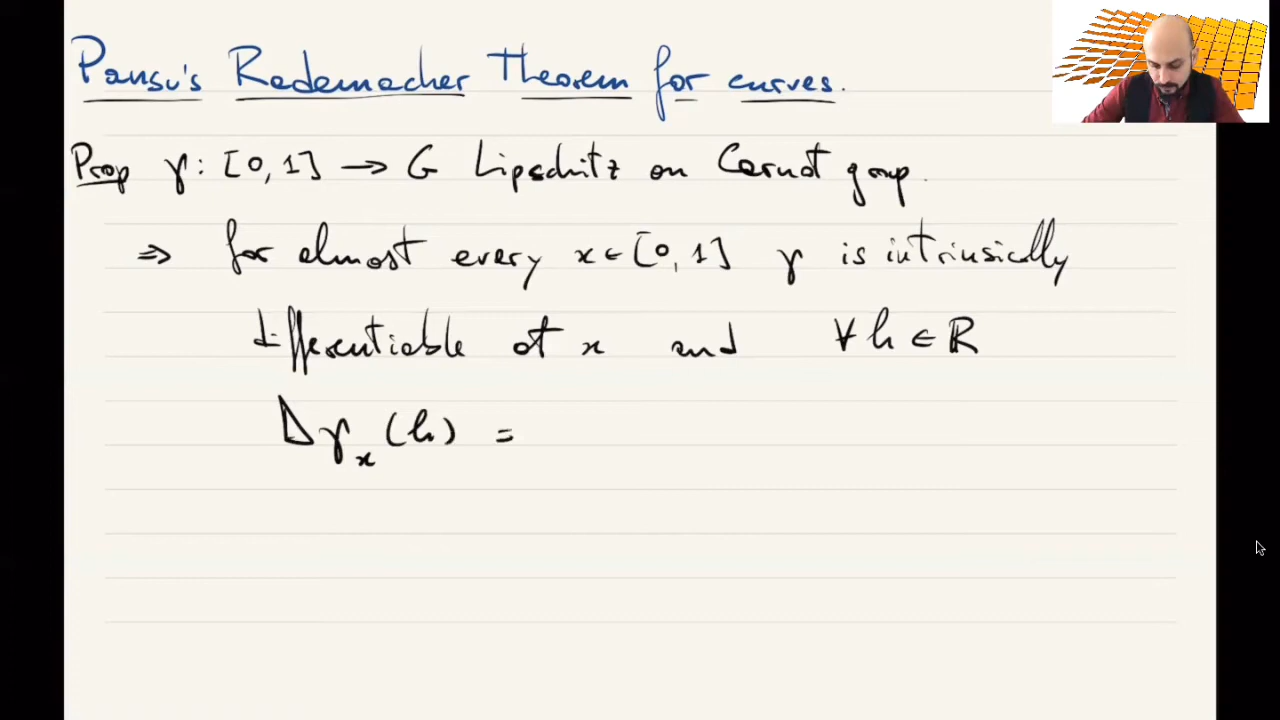 Pansu's Rademacher Theorem for curves.
Prop γ: [0,1] → G Lipschitz on Carnot group.
⇒ for almost every x ∈ [0,1] γ is intrinsically
differentiable at x and ∀ h ∈ ℝ
Dγₓ(h) =